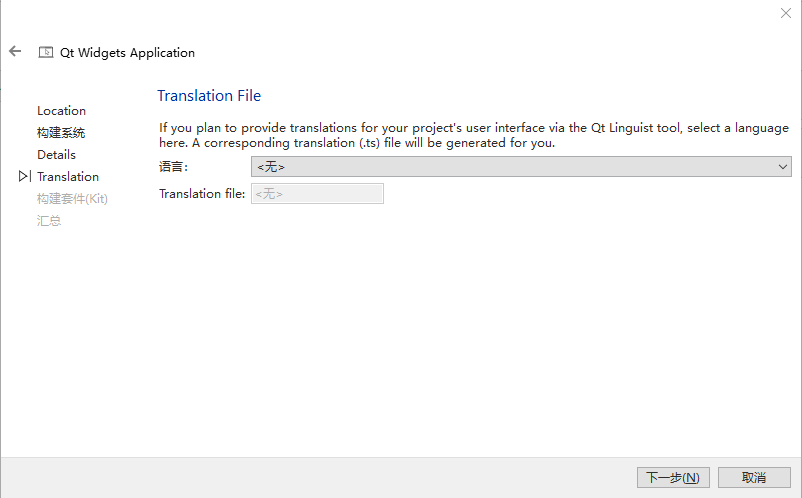 Qt Widgets Application
Location
构建系统
Details
Translation
构建套件(Kit)
汇总
Translation File
If you plan to provide translations for your project's user interface via the Qt Linguist tool, select a language
here. A corresponding translation (.ts) file will be generated for you.
语言: <无>
Translation file: <无>
下一步(N) 取消